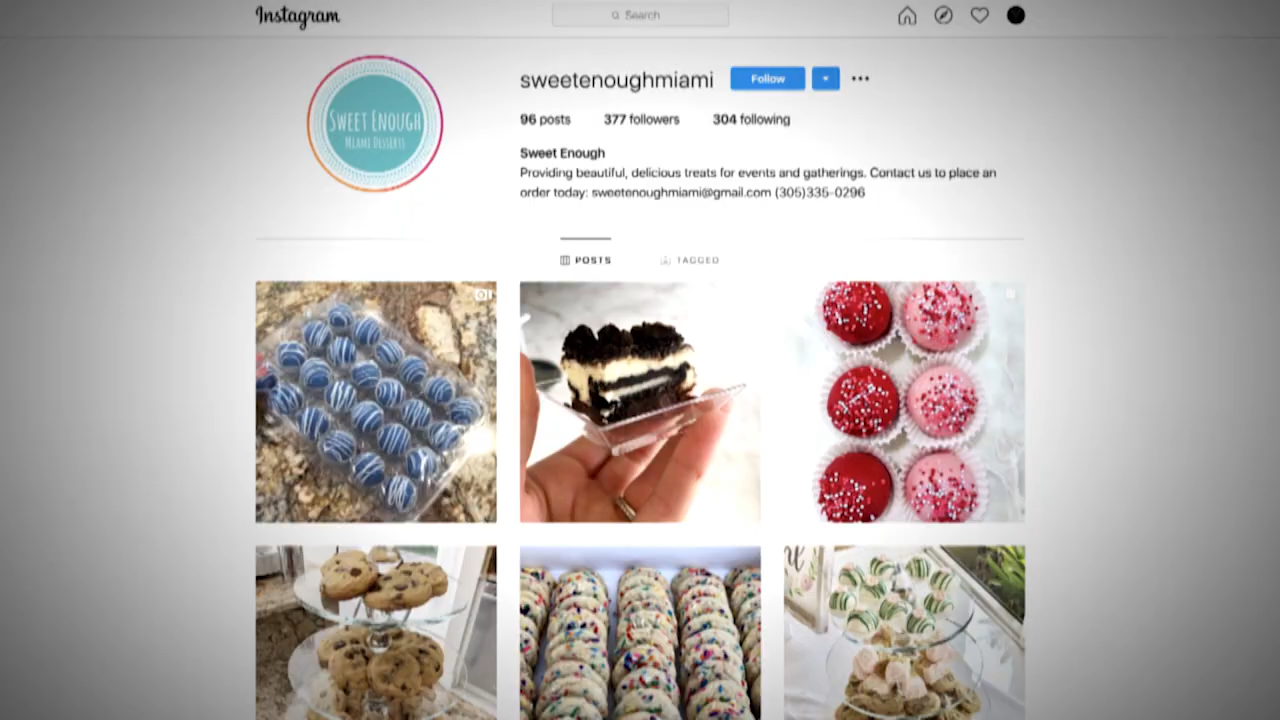 Instagram
Search
SWEET ENOUGH
MIAMI DESSERTS
sweetenoughmiami
Follow
96 posts 377 followers 304 following
Sweet Enough
Providing beautiful, delicious treats for events and gatherings. Contact us to place an
order today: sweetenoughmiami@gmail.com (305)335-0296
POSTS TAGGED